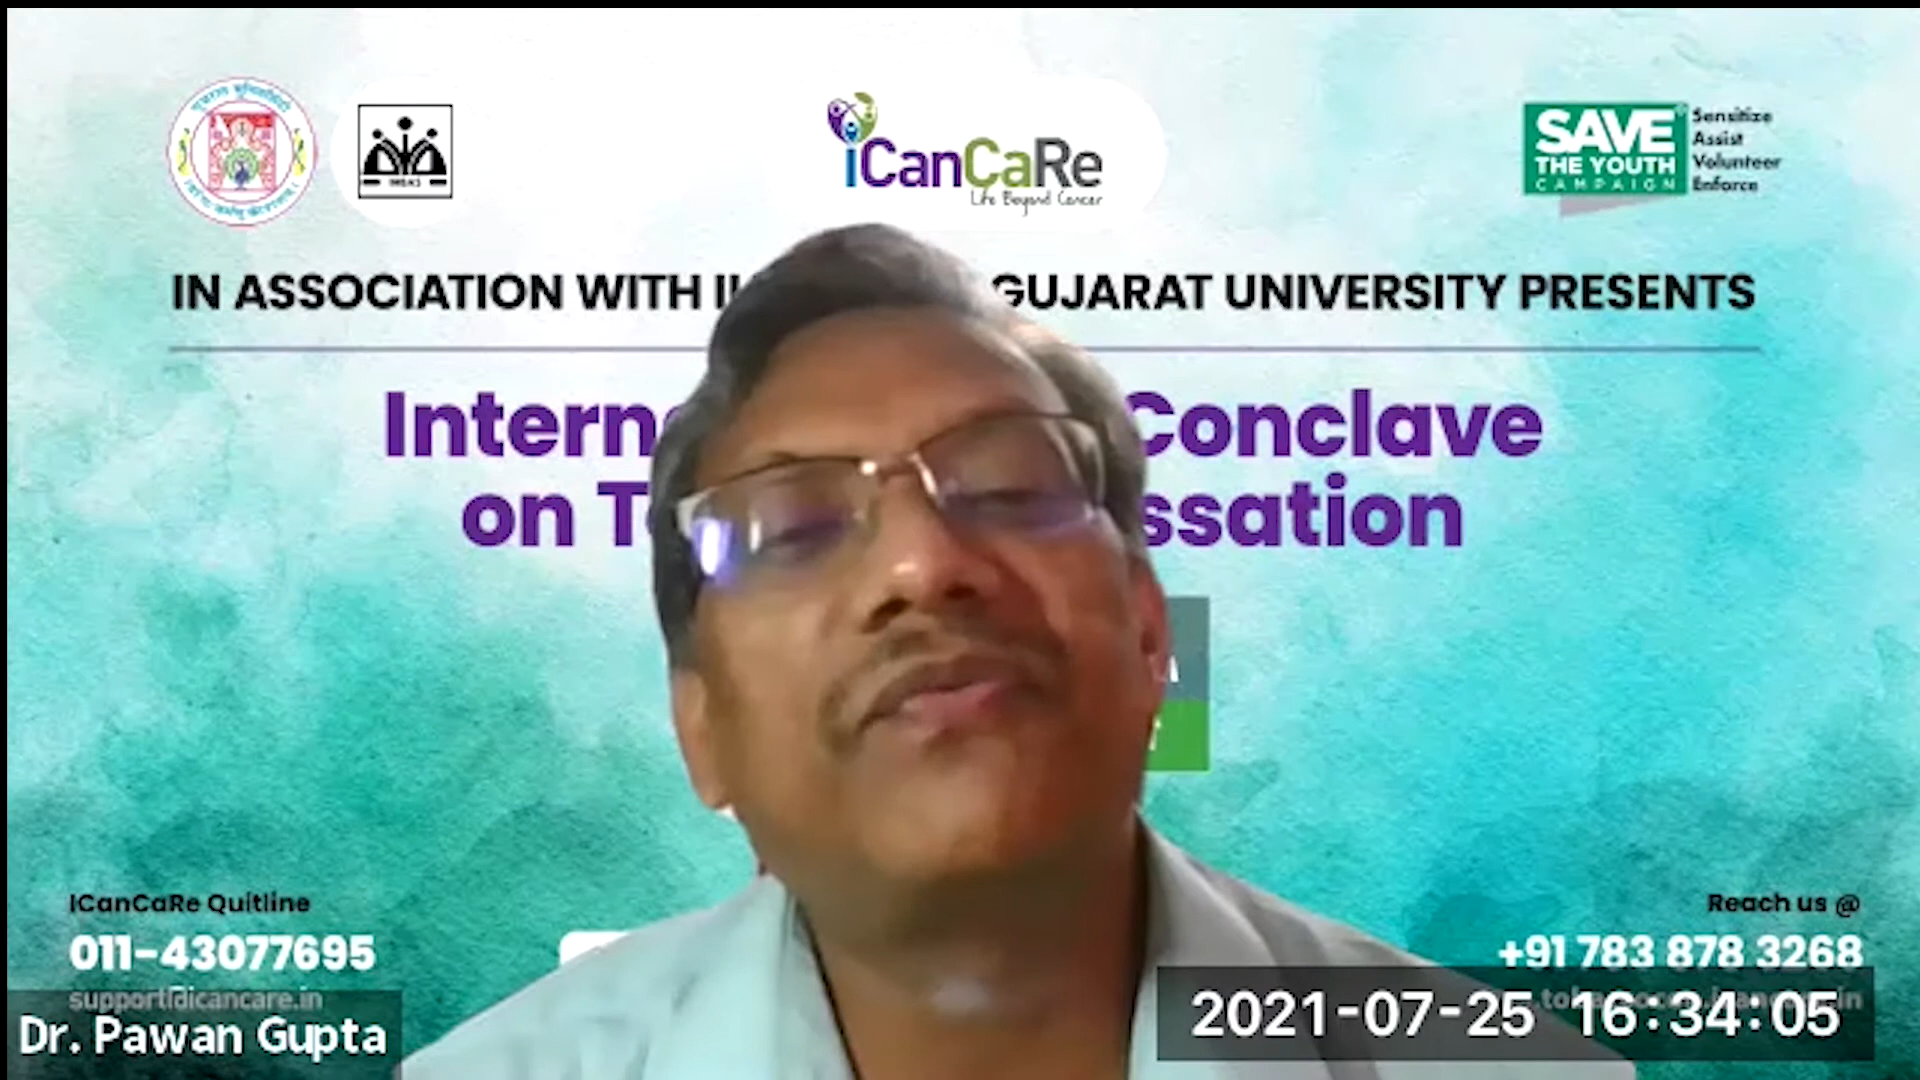 iCanCaRe
Life Beyond Cancer
SAVE
THE YOUTH
CAMPAIGN
Sensitize
Assist
Volunteer
Enforce
IN ASSOCIATION WITH GUJARAT UNIVERSITY PRESENTS
Intern Conclave
on T ssation
ICanCaRe Quitline
011-43077695
Reach us @
+91 783 878 3268
Dr. Pawan Gupta
2021-07-25 16:34:05